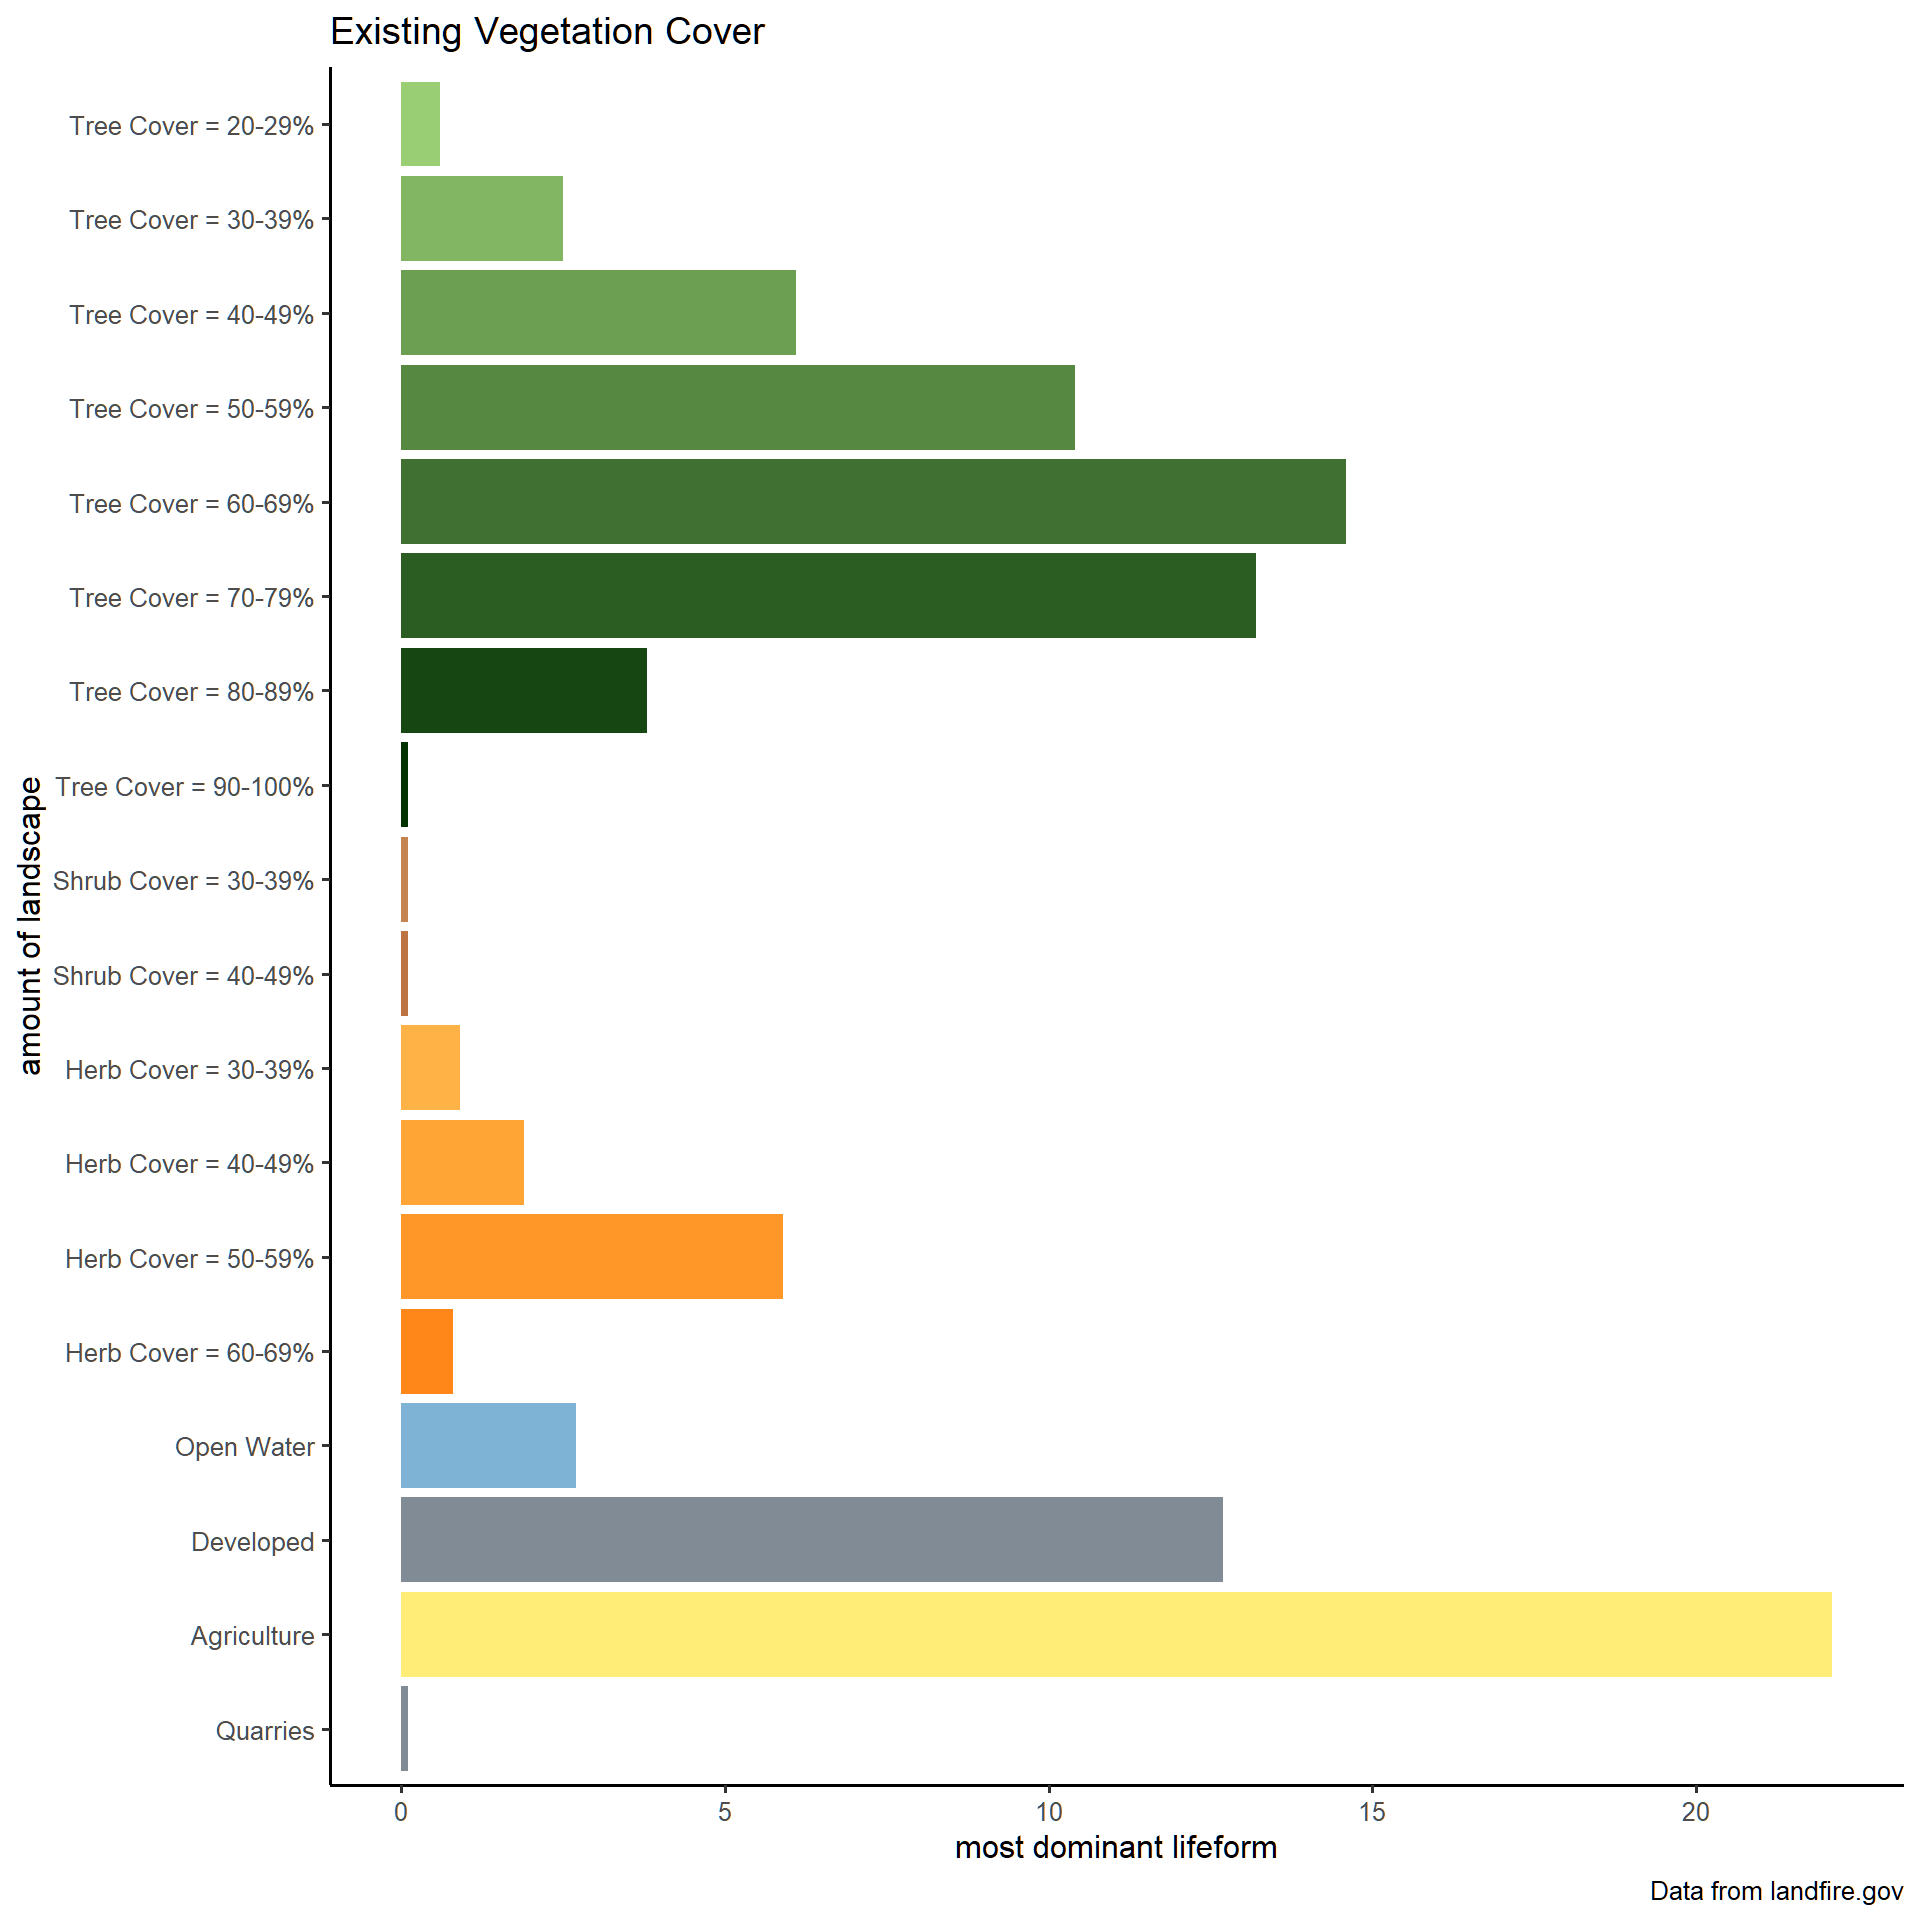 Existing Vegetation Cover
Tree Cover = 20-29%
Tree Cover = 30-39%
Tree Cover = 40-49%
Tree Cover = 50-59%
Tree Cover = 60-69%
Tree Cover = 70-79%
Tree Cover = 80-89%
Tree Cover = 90-100%
Shrub Cover = 30-39%
Shrub Cover = 40-49%
Herb Cover = 30-39%
Herb Cover = 40-49%
Herb Cover = 50-59%
Herb Cover = 60-69%
Open Water
Developed
Agriculture
Quarries
amount of landscape
0 5 10 15 20
most dominant lifeform
Data from landfire.gov